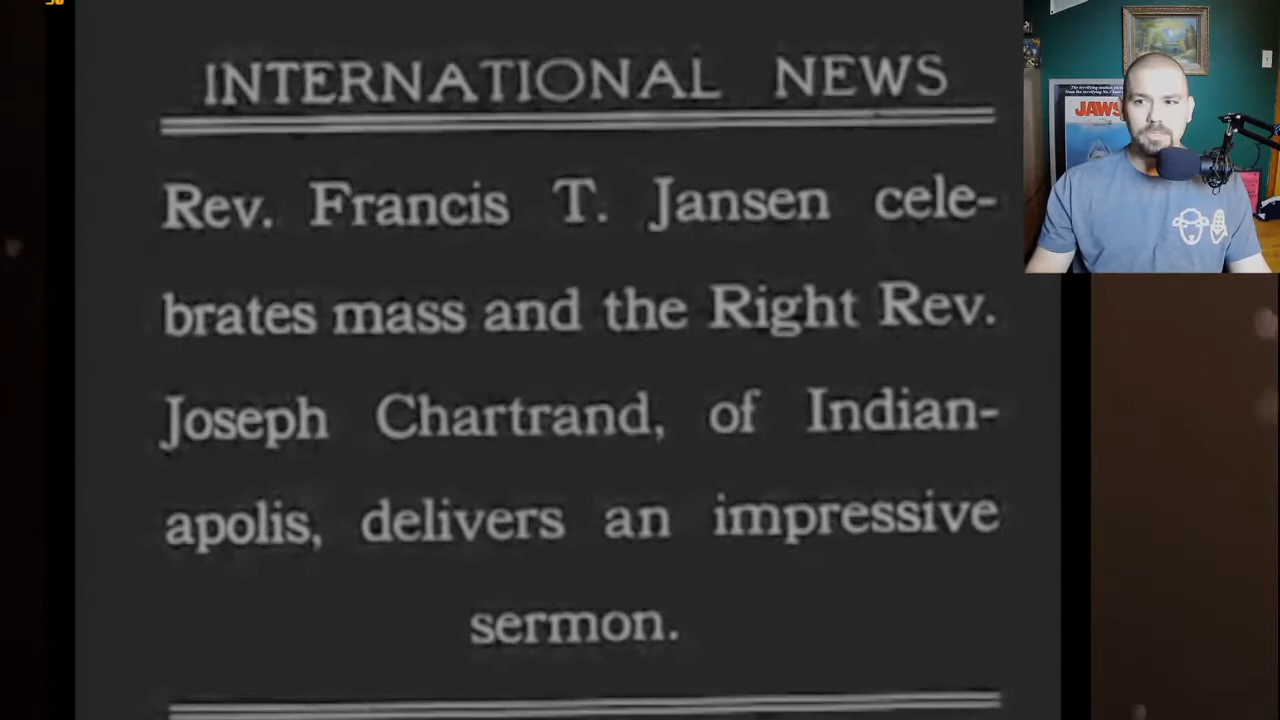 INTERNATIONAL NEWS
Rev. Francis T. Jansen cele-
brates mass and the Right Rev.
Joseph Chartrand, of Indian-
apolis, delivers an impressive
sermon.
JAWS